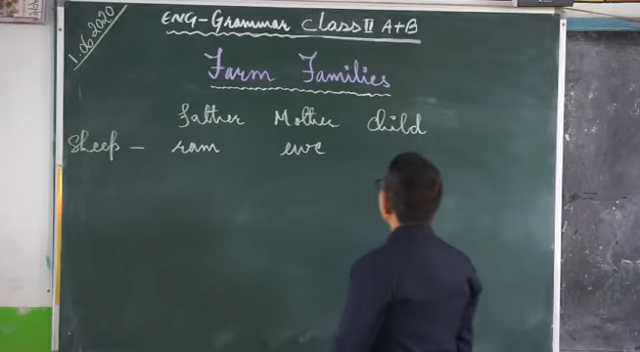 1.06.2020
ENG-Grammar Class II A+B
Farm Families
Father Mother Child
Sheep - ram ewe